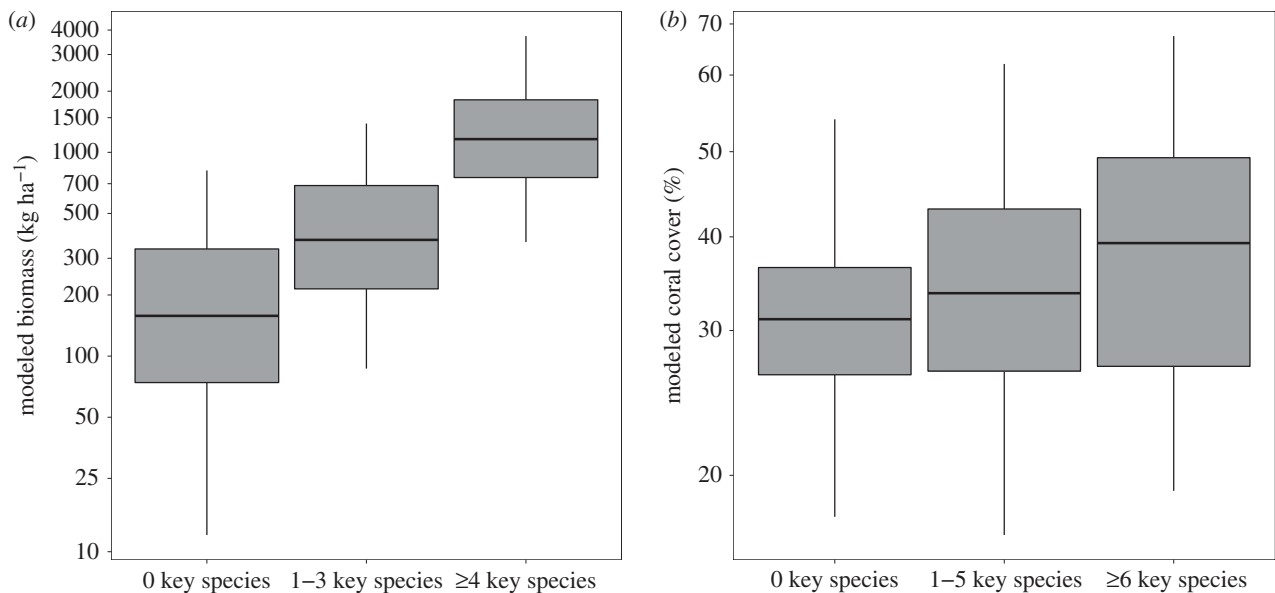 (a)
modeled biomass (kg ha−1)
4000
3000
2000
1500
1000
700
500
300
200
100
50
25
10
0 key species
1–3 key species
≥4 key species
(b)
modeled coral cover (%)
70
60
50
40
30
20
0 key species
1–5 key species
≥6 key species